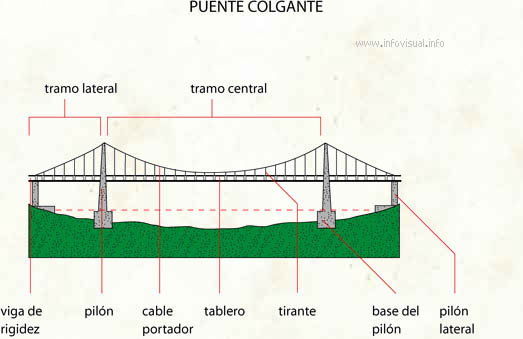 PUENTE COLGANTE
www.infovisual.info
tramo lateral
tramo central
viga de
rigidez
pilón
cable
portador
tablero
tirante
base del
pilón
pilón
lateral